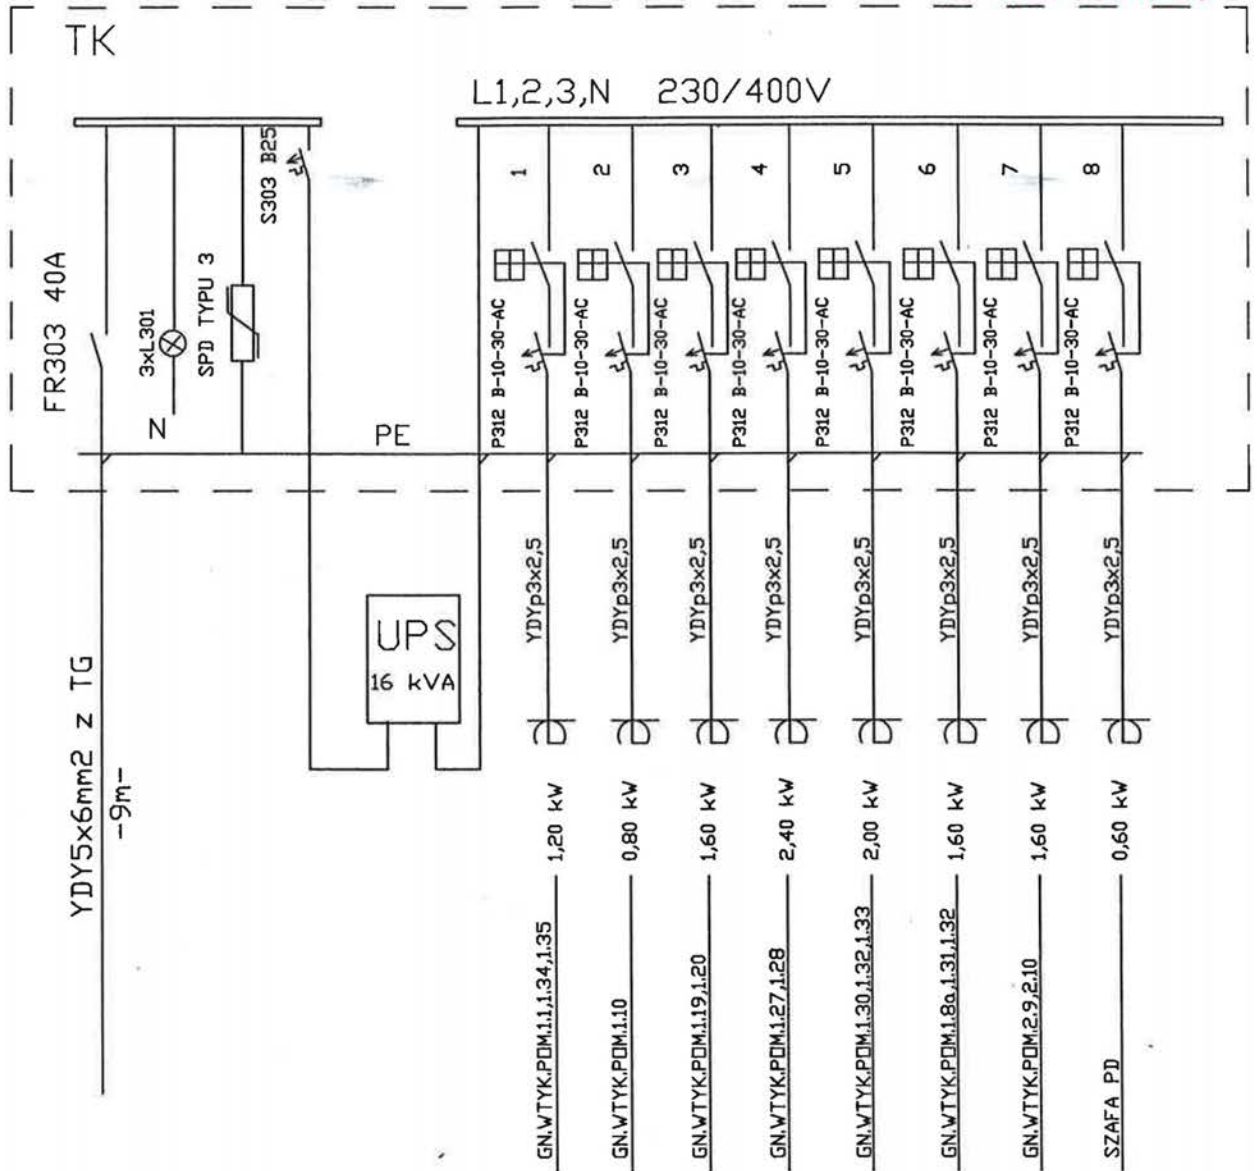 TK
L1,2,3,N 230/400V
FR303 40A
3xL301
N
SPD TYPU 3
S303 B25
PE
1
2
3
4
5
6
7
8
P312 B-10-30-AC
P312 B-10-30-AC
P312 B-10-30-AC
P312 B-10-30-AC
P312 B-10-30-AC
P312 B-10-30-AC
P312 B-10-30-AC
P312 B-10-30-AC
YDYp3x2,5
YDYp3x2,5
YDYp3x2,5
YDYp3x2,5
YDYp3x2,5
YDYp3x2,5
YDYp3x2,5
YDYp3x2,5
UPS
16 kVA
YDY5x6mm2 z TG
-9m-
1,20 kW
0,80 kW
1,60 kW
2,40 kW
2,00 kW
1,60 kW
1,60 kW
0,60 kW
GN.WTYK.POM.1.1,1.34,1.35
GN.WTYK.POM.1.10
GN.WTYK.POM.1.19,1.20
GN.WTYK.POM.1.27,1.28
GN.WTYK.POM.1.30,1.32,1.33
GN.WTYK.POM.1.8a,1.31,1.32
GN.WTYK.POM.2.9,2.10
SZAFA PD